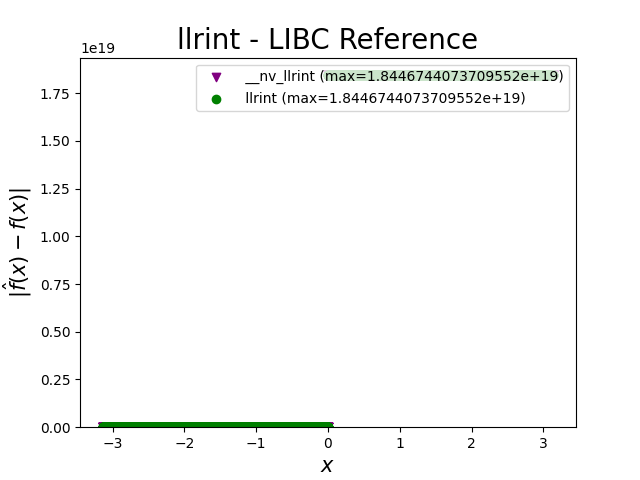 llrint - LIBC Reference
1e19
__nv_llrint (max=1.8446744073709552e+19)
llrint (max=1.8446744073709552e+19)
1.75
1.50
1.25
1.00
0.75
0.50
0.25
0.00
|f̂(x) − f(x)|
−3 −2 −1 0 1 2 3
x